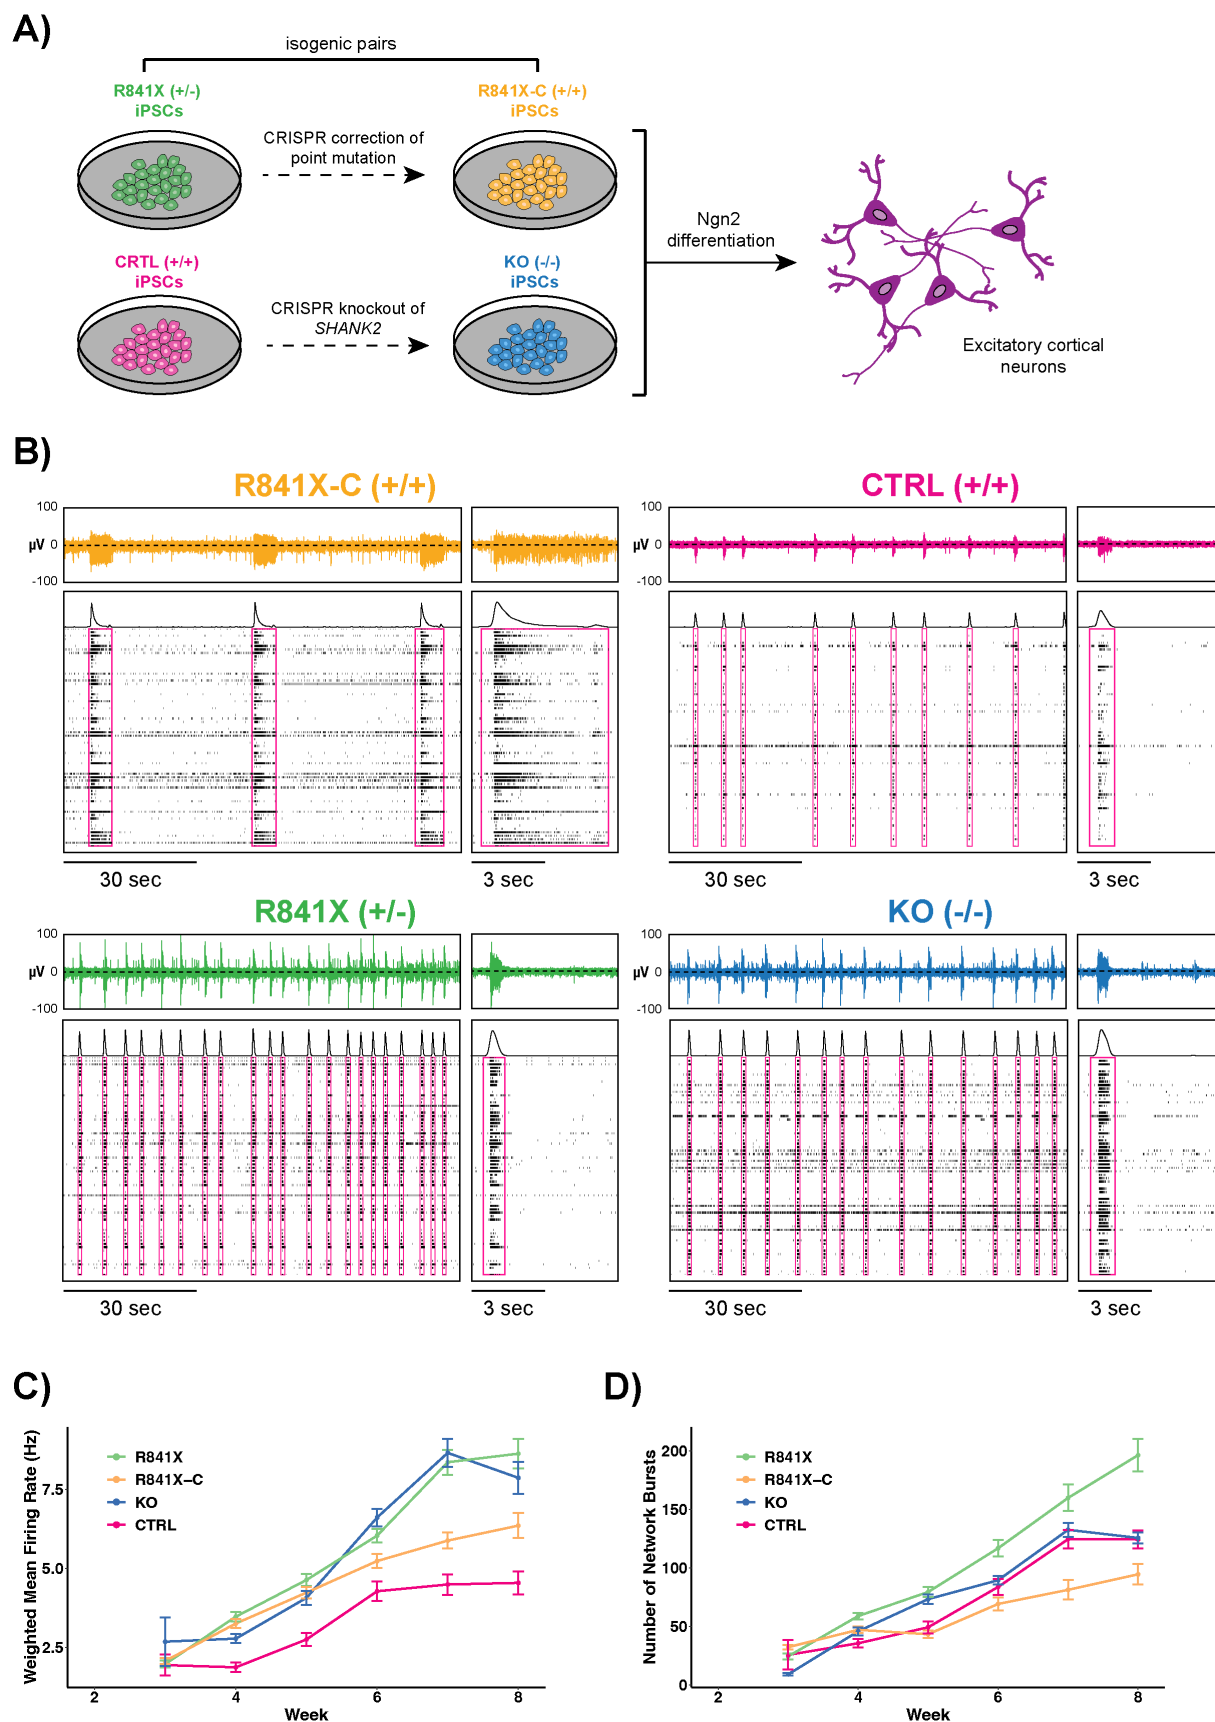 A)
isogenic pairs
R841X (+/-)
iPSCs
R841X-C (+/+)
iPSCs
CRISPR correction of
point mutation
Ngn2
differentiation
CRTL (+/+)
iPSCs
KO (-/-)
iPSCs
CRISPR knockout of
SHANK2
Excitatory cortical
neurons
B)
R841X-C (+/+)
CTRL (+/+)
100
µV 0
-100
100
µV 0
-100
30 sec
3 sec
30 sec
3 sec
R841X (+/-)
KO (-/-)
100
µV 0
-100
100
µV 0
-100
30 sec
3 sec
30 sec
3 sec
C)
Weighted Mean Firing Rate (Hz)
7.5
5.0
2.5
R841X
R841X–C
KO
CTRL
2 4 6 8
Week
D)
Number of Network Bursts
200
150
100
50
0
R841X
R841X–C
KO
CTRL
2 4 6 8
Week